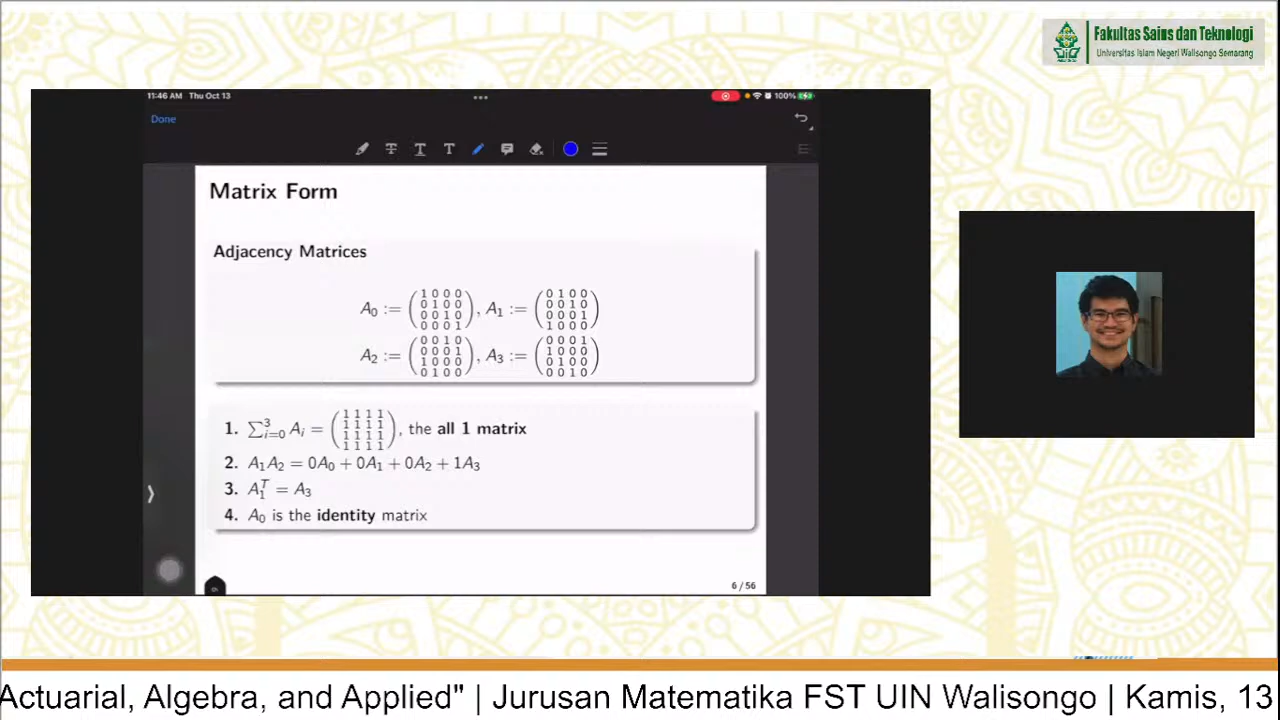 Fakultas Sains dan Teknologi
Universitas Islam Negeri Walisongo Semarang
11:46 AM Thu Oct 13
100%
Done
T T T
Matrix Form
Adjacency Matrices
A₀ := (1 0 0 0 / 0 1 0 0 / 0 0 1 0 / 0 0 0 1), A₁ := (0 1 0 0 / 0 0 1 0 / 0 0 0 1 / 1 0 0 0)
A₂ := (0 0 1 0 / 0 0 0 1 / 1 0 0 0 / 0 1 0 0), A₃ := (0 0 0 1 / 1 0 0 0 / 0 1 0 0 / 0 0 1 0)
1. ∑³ᵢ₌₀ Aᵢ = (1 1 1 1 / 1 1 1 1 / 1 1 1 1 / 1 1 1 1), the all 1 matrix
2. A₁A₂ = 0A₀ + 0A₁ + 0A₂ + 1A₃
3. A₁ᵀ = A₃
4. A₀ is the identity matrix
6 / 56
Actuarial, Algebra, and Applied" | Jurusan Matematika FST UIN Walisongo | Kamis, 13